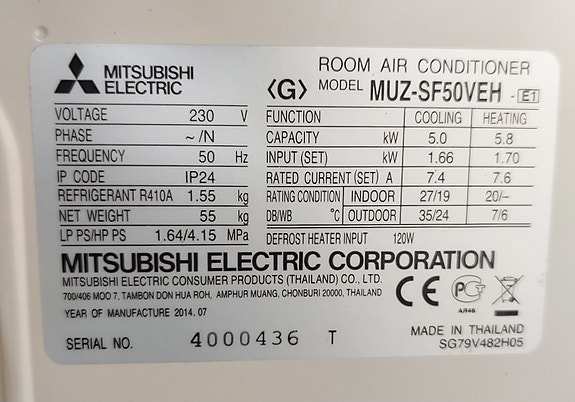 MITSUBISHI
ELECTRIC
ROOM AIR CONDITIONER
⟨G⟩ MODEL MUZ-SF50VEH - E1
VOLTAGE 230 V
PHASE ~/N
FREQUENCY 50 Hz
IP CODE IP24
REFRIGERANT R410A 1.55 kg
NET WEIGHT 55 kg
LP PS/HP PS 1.64/4.15 MPa
FUNCTION COOLING HEATING
CAPACITY kW 5.0 5.8
INPUT (SET) kW 1.66 1.70
RATED CURRENT (SET) A 7.4 7.6
RATING CONDITION INDOOR 27/19 20/–
DB/WB °C OUTDOOR 35/24 7/6
DEFROST HEATER INPUT 120W
MITSUBISHI ELECTRIC CORPORATION
MITSUBISHI ELECTRIC CONSUMER PRODUCTS (THAILAND) CO., LTD.
700/406 MOO 7, TAMBON DON HUA ROH, AMPHUR MUANG, CHONBURI 20000, THAILAND
YEAR OF MANUFACTURE 2014.07
CE
РСТ
АЯ46
SERIAL NO. 4000436 T
MADE IN THAILAND
SG79V482H05